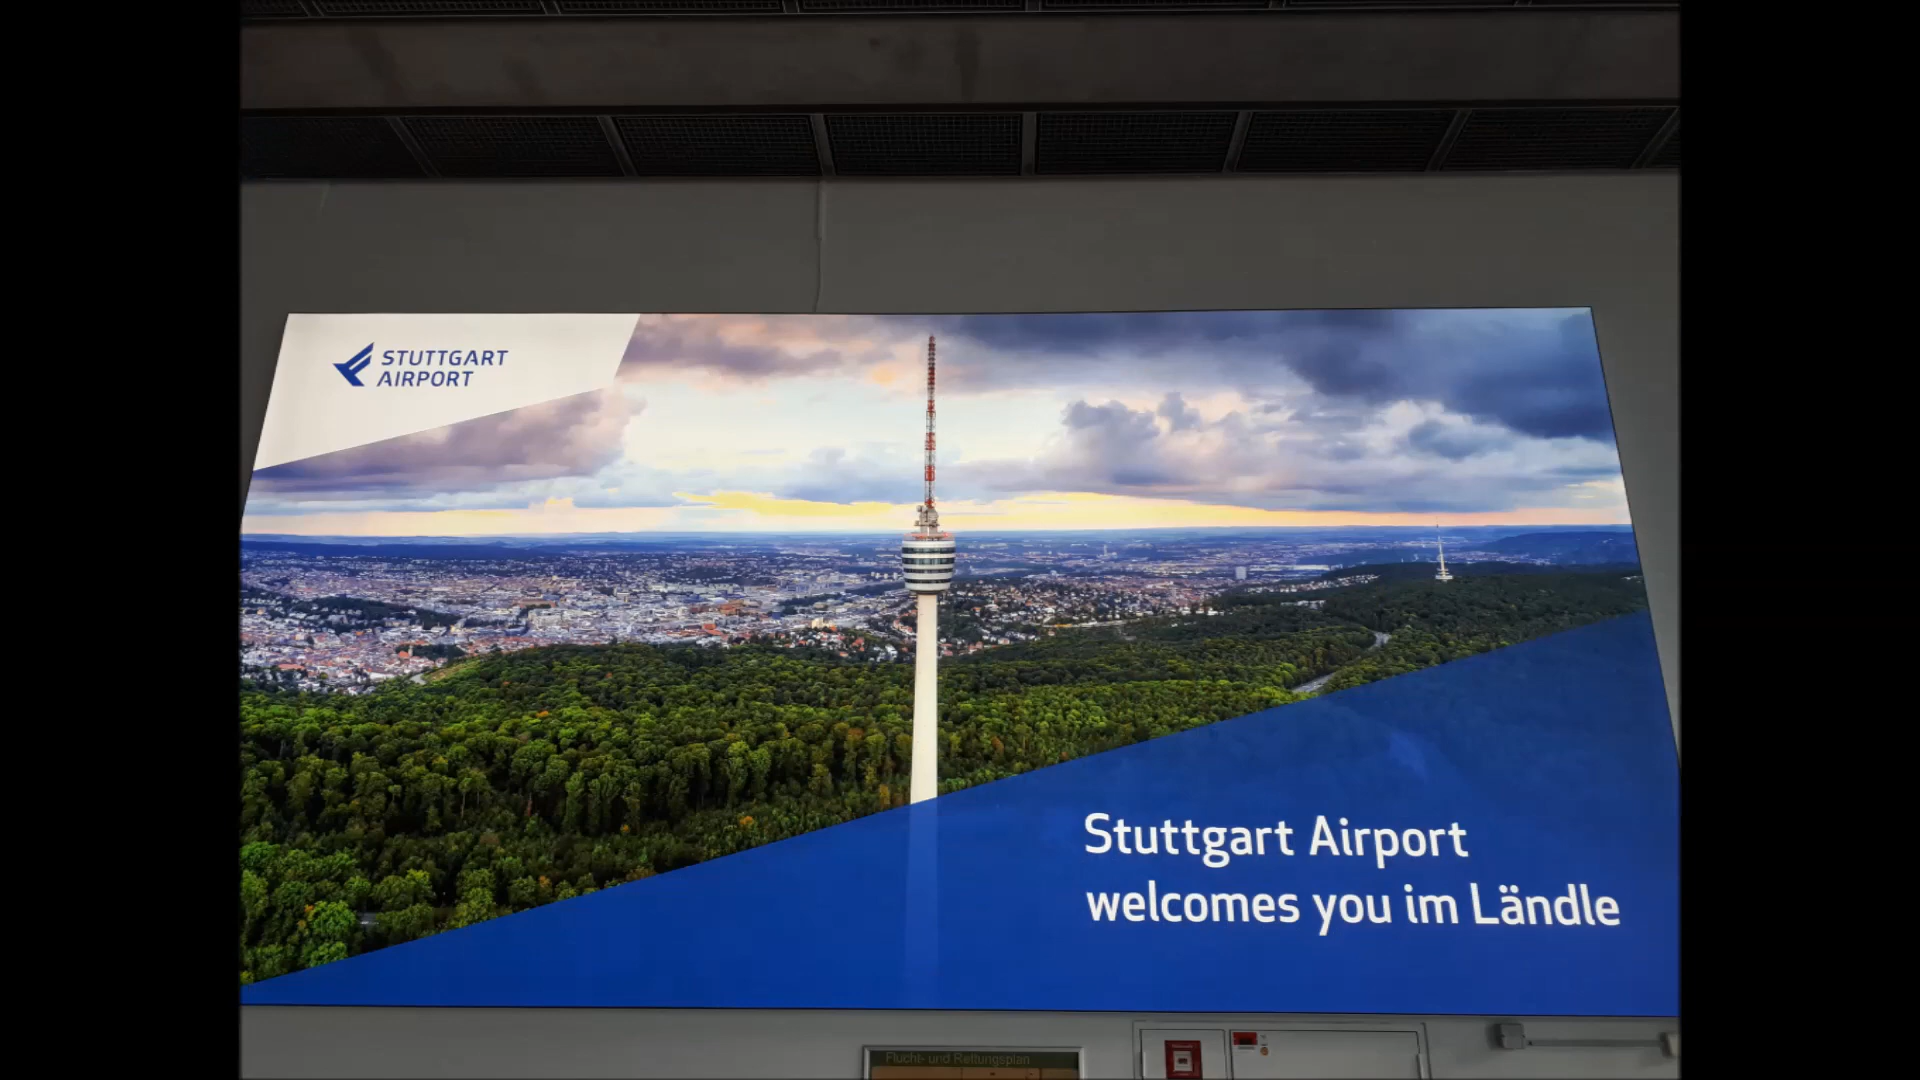 STUTTGART
AIRPORT
Stuttgart Airport
welcomes you im Ländle
Flucht- und Rettungsplan